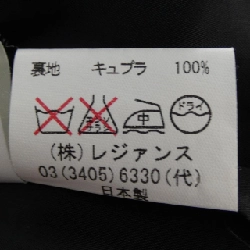 裏地 キュプラ 100%
中 ドライ
(株)レジァンス
03(3405)6330(代)
日本製